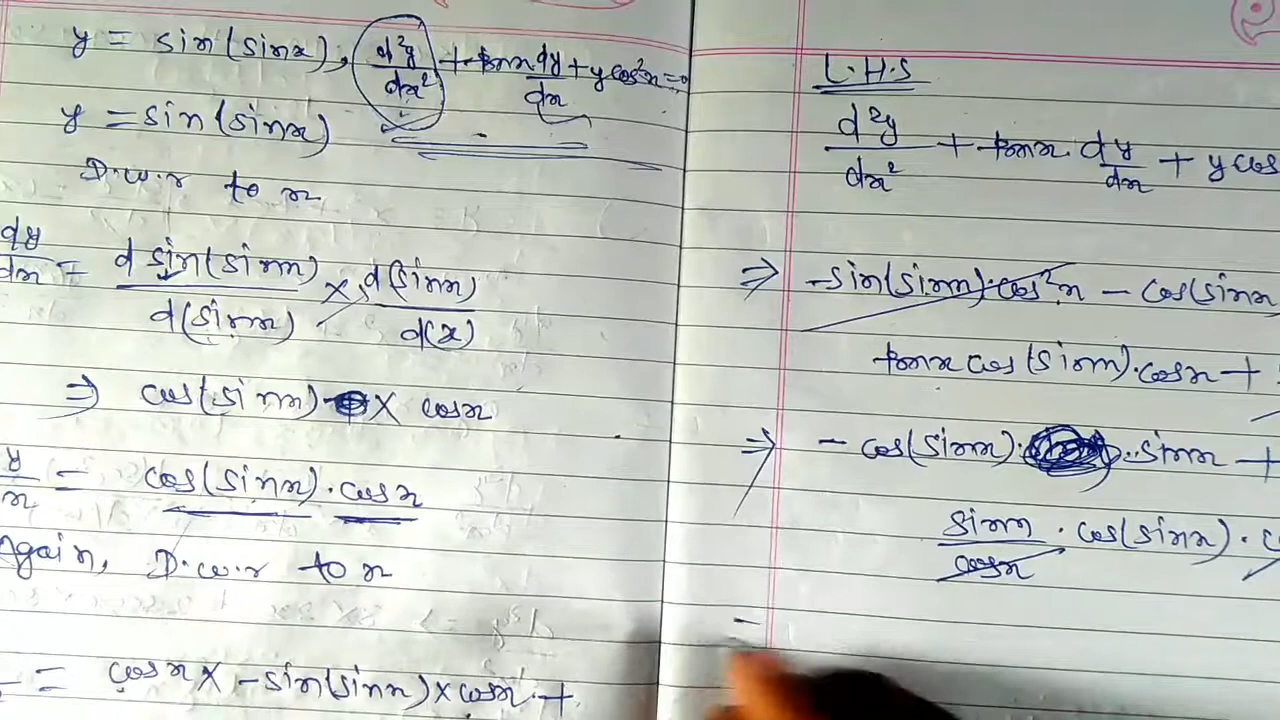 y = sin(sinx), d²y/dx² + tanx dy/dx + y cos²x = 0
y = sin(sinx)
D.w.r to x
dy/dx = d sin(sinx)/d(sinx) × d(sinx)/d(x)
⇒ cos(sinx) × cosx
y/x = cos(sinx).cosx
Again, D.w.r to x
= cosx × -sin(sinx) × cosx +
L.H.S
d²y/dx² + tanx. dy/dx + y cos
⇒ -sin(sinx).cos²x - cos(sinx
tanx cos(sinx).cosx +
⇒ - cos(sinx). .sinx +
sinx/cosx . cos(sinx).
-